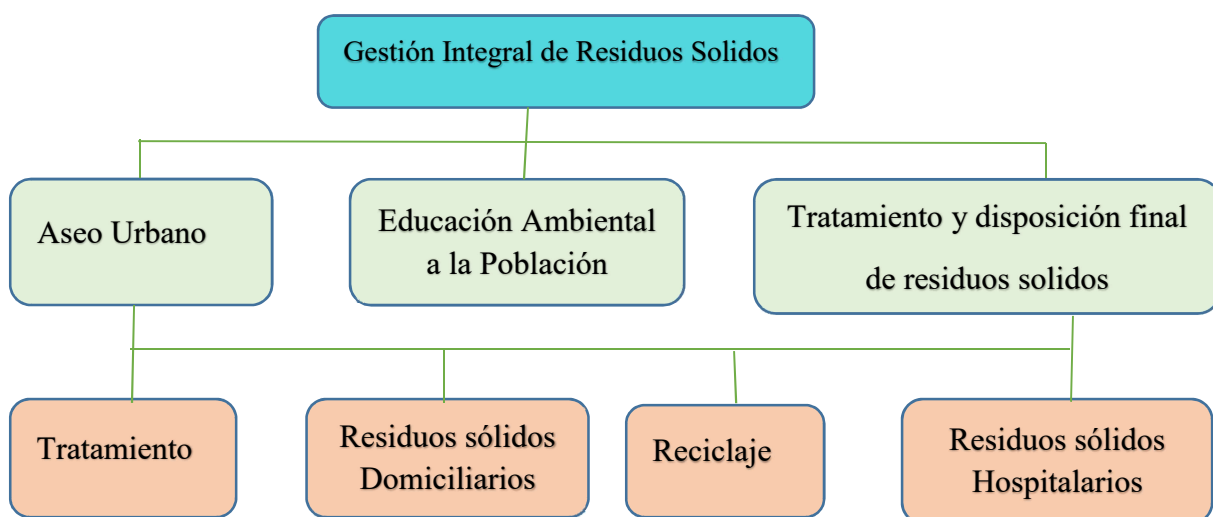 Gestión Integral de Residuos Solidos
Aseo Urbano
Educación Ambiental
a la Población
Tratamiento y disposición final
de residuos solidos
Tratamiento
Residuos sólidos
Domiciliarios
Reciclaje
Residuos sólidos
Hospitalarios